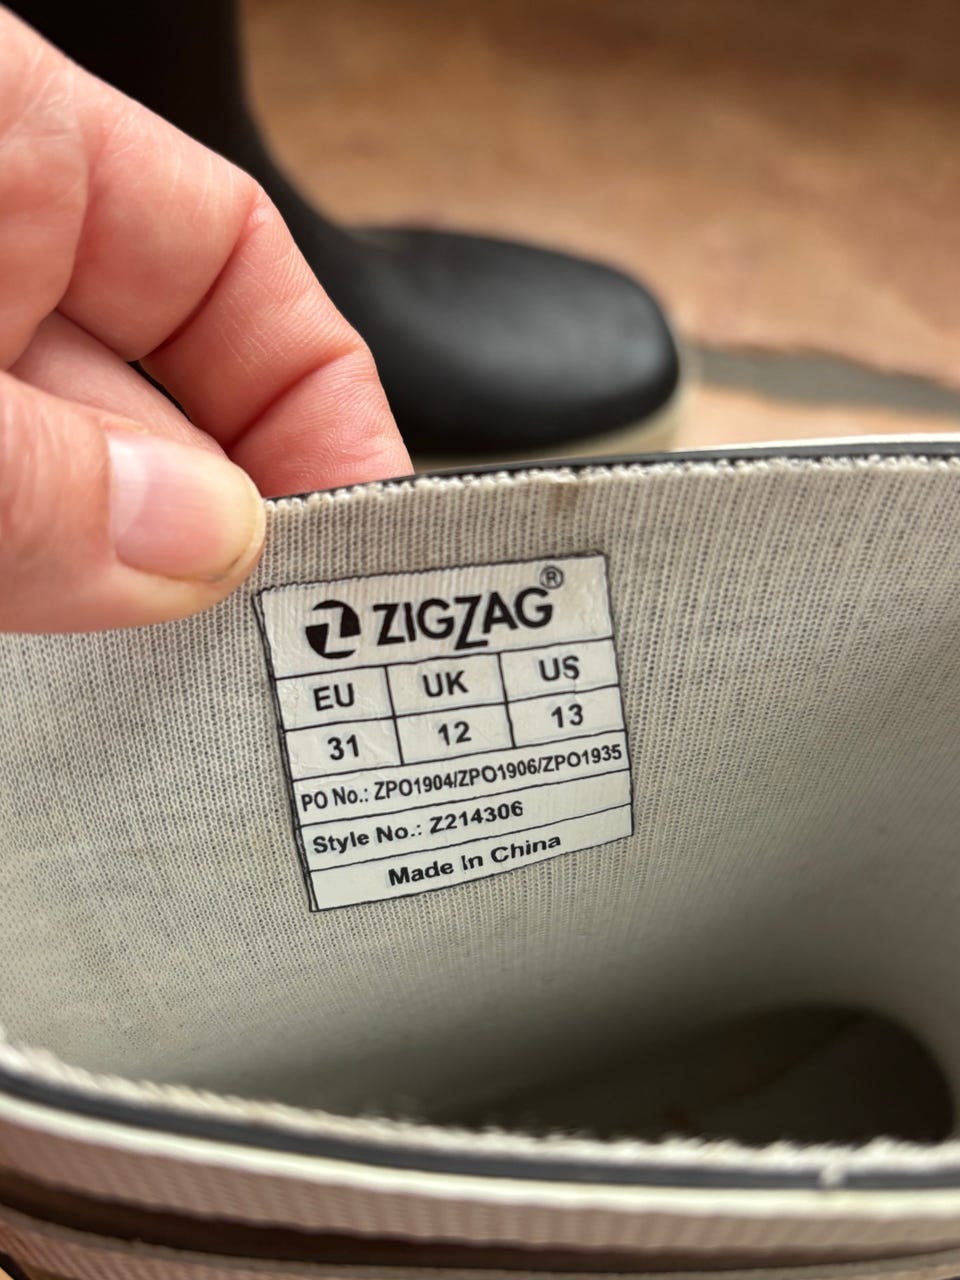 ZIGZAG®
EU UK US
31 12 13
PO No.: ZPO1904/ZPO1906/ZPO1935
Style No.: Z214306
Made In China